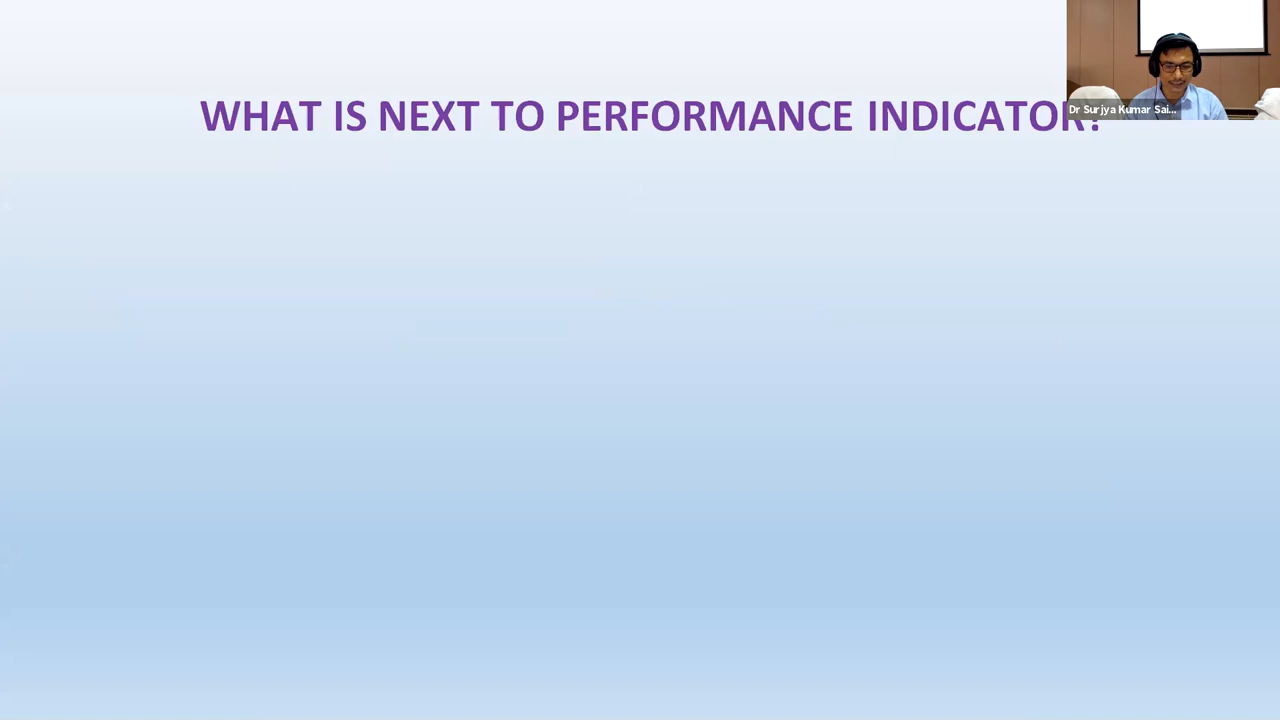 WHAT IS NEXT TO PERFORMANCE INDICATOR?
Dr Surjya Kumar Sai...